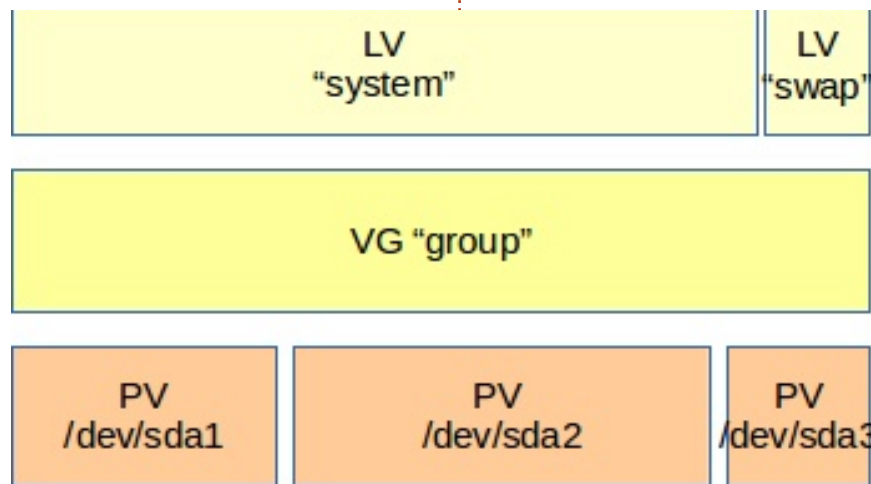 LV
“system”
LV
“swap”
VG “group”
PV
/dev/sda1
PV
/dev/sda2
PV
/dev/sda3